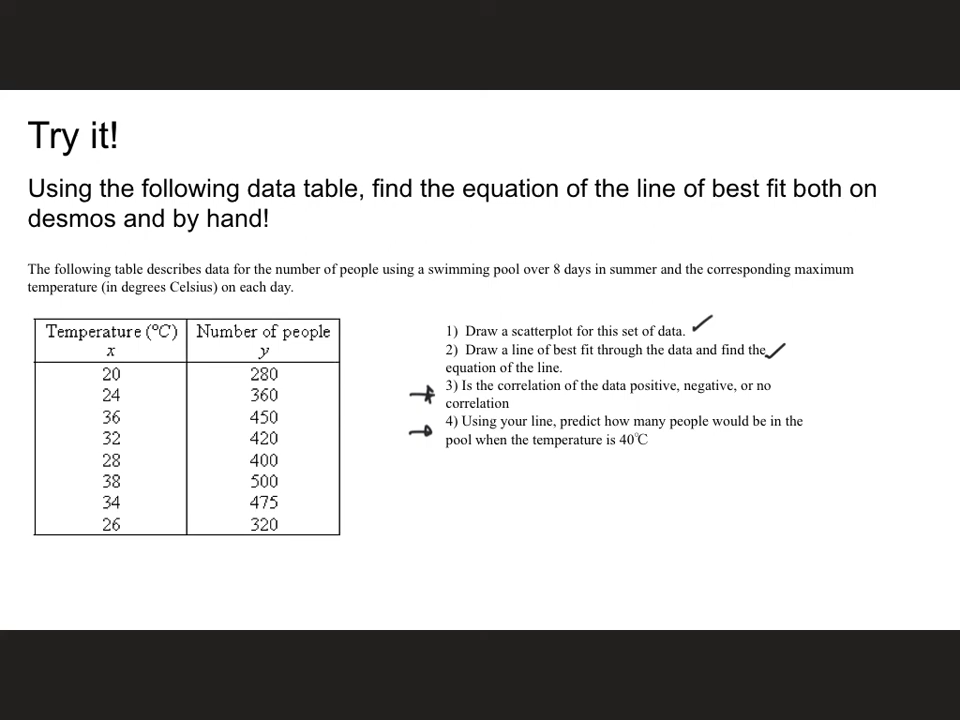 Try it!
Using the following data table, find the equation of the line of best fit both on
desmos and by hand!
The following table describes data for the number of people using a swimming pool over 8 days in summer and the corresponding maximum
temperature (in degrees Celsius) on each day.
Temperature (°C) Number of people
x y
20 280
24 360
36 450
32 420
28 400
38 500
34 475
26 320
1) Draw a scatterplot for this set of data.
2) Draw a line of best fit through the data and find the
equation of the line.
3) Is the correlation of the data positive, negative, or no
correlation
4) Using your line, predict how many people would be in the
pool when the temperature is 40℃